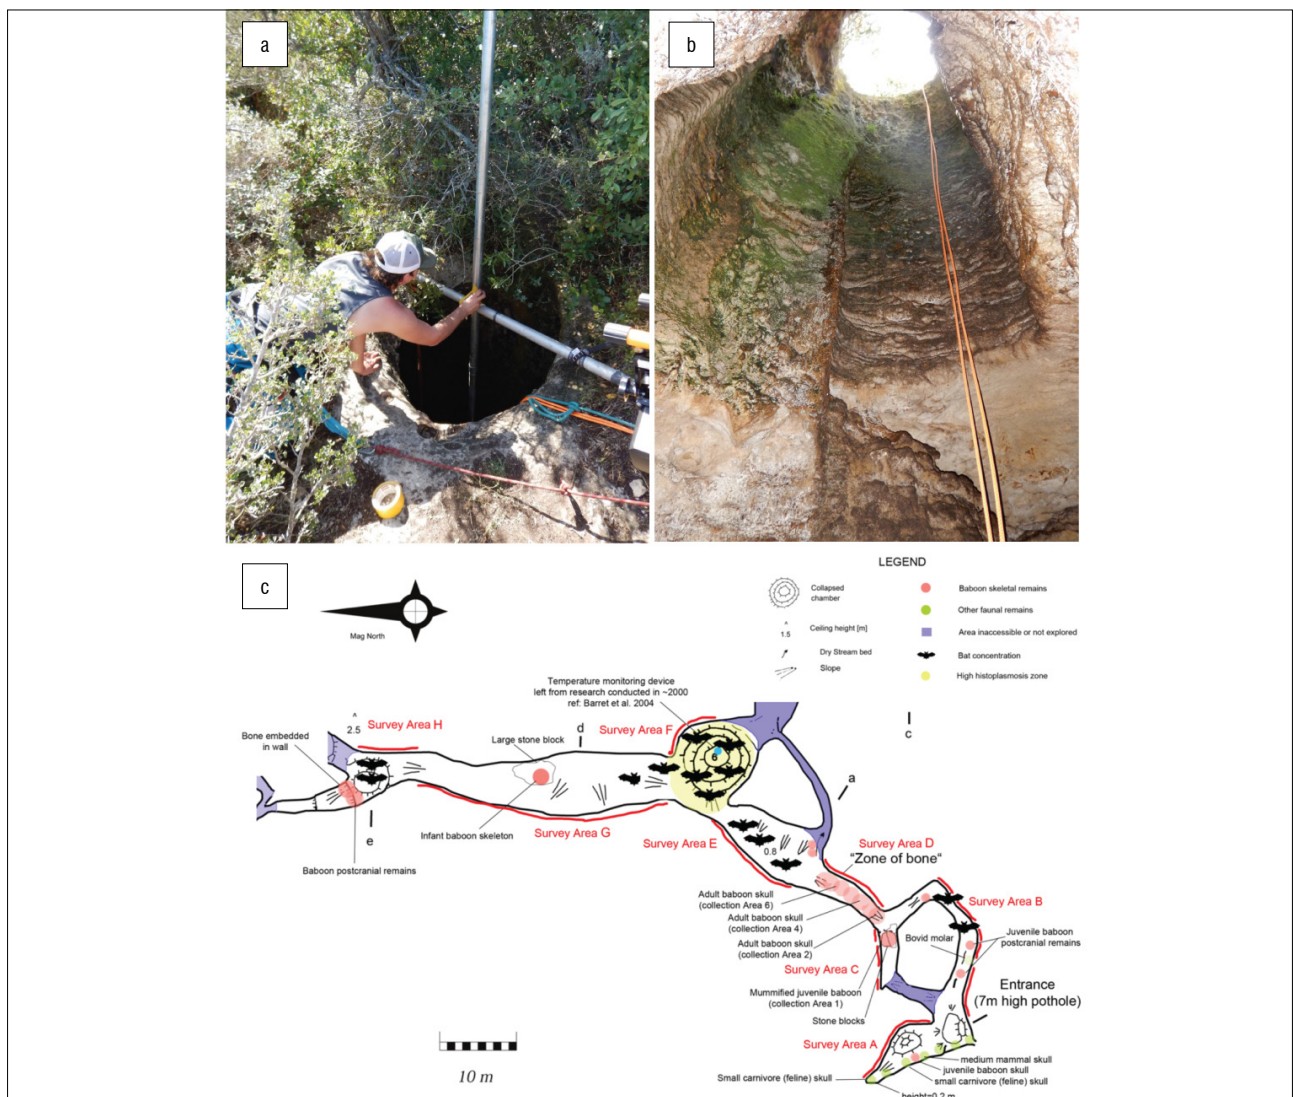 a
b
c
LEGEND
Collapsed
chamber
^
1.5
Ceiling height [m]
Dry Stream bed
Slope
Baboon skeletal remains
Other faunal remains
Area inaccessible or not explored
Bat concentration
High histoplasmosis zone
Mag North
Temperature monitoring device
left from research conducted in ~2000
ref: Barret et al. 2004
^
2.5
Survey Area H
Bone embedded
in wall
Large stone block
d
Survey Area F
6
c
a
e
Infant baboon skeleton
Survey Area G
Survey Area E
0.8
Baboon postcranial remains
Survey Area D
"Zone of bone"
Adult baboon skull
(collection Area 6)
Adult baboon skull
(collection Area 4)
Adult baboon skull
(collection Area 2)
Survey Area B
Bovid molar
Juvenile baboon
postcranial remains
Survey Area C
Mummified juvenile baboon
(collection Area 1)
Stone blocks
Entrance
(7m high pothole)
Survey Area A
medium mammal skull
juvenile baboon skull
small carnivore (feline) skull
Small carnivore (feline) skull
height=0.2 m
10 m